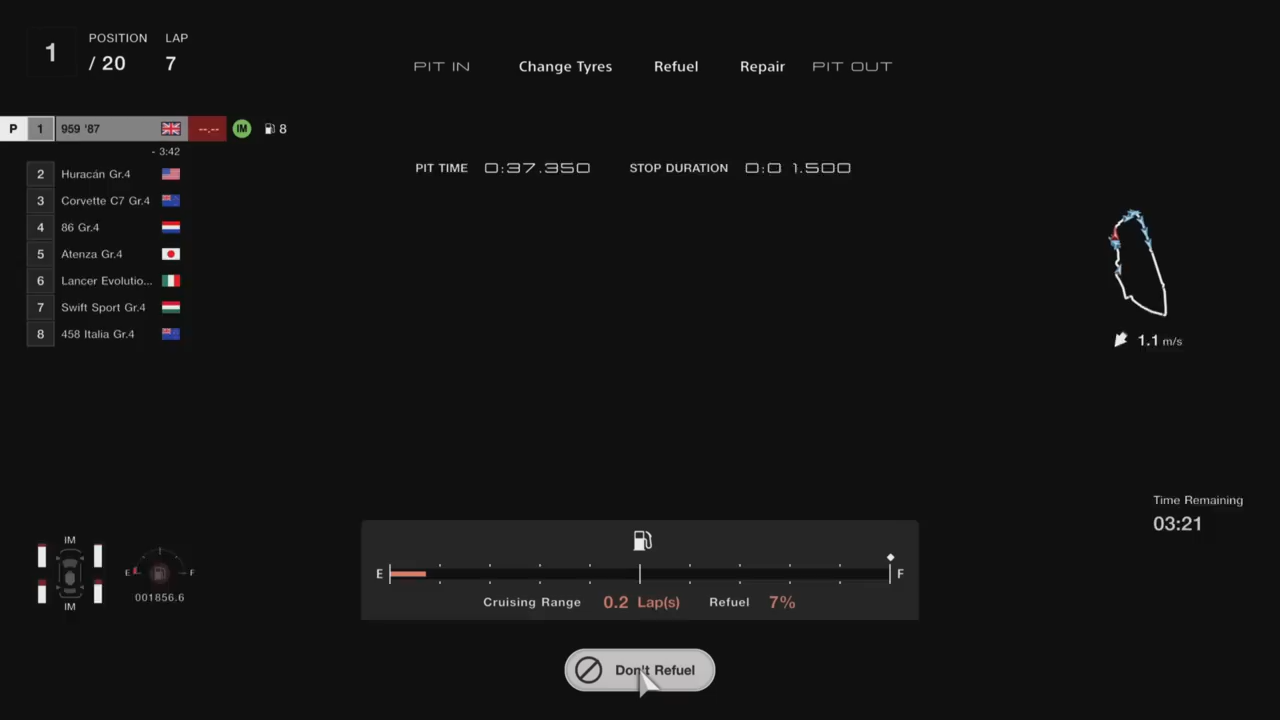 1 POSITION LAP
/ 20 7
PIT IN Change Tyres Refuel Repair PIT OUT
P 1 959 '87 --.-- IM 8
- 3:42
PIT TIME 0:37.350 STOP DURATION 0:01.500
2 Huracán Gr.4
3 Corvette C7 Gr.4
4 86 Gr.4
5 Atenza Gr.4
6 Lancer Evolutio...
7 Swift Sport Gr.4
8 458 Italia Gr.4
1.1 m/s
Time Remaining
03:21
IM
E F
001856.6
IM
E F
Cruising Range 0.2 Lap(s) Refuel 7%
Don't Refuel